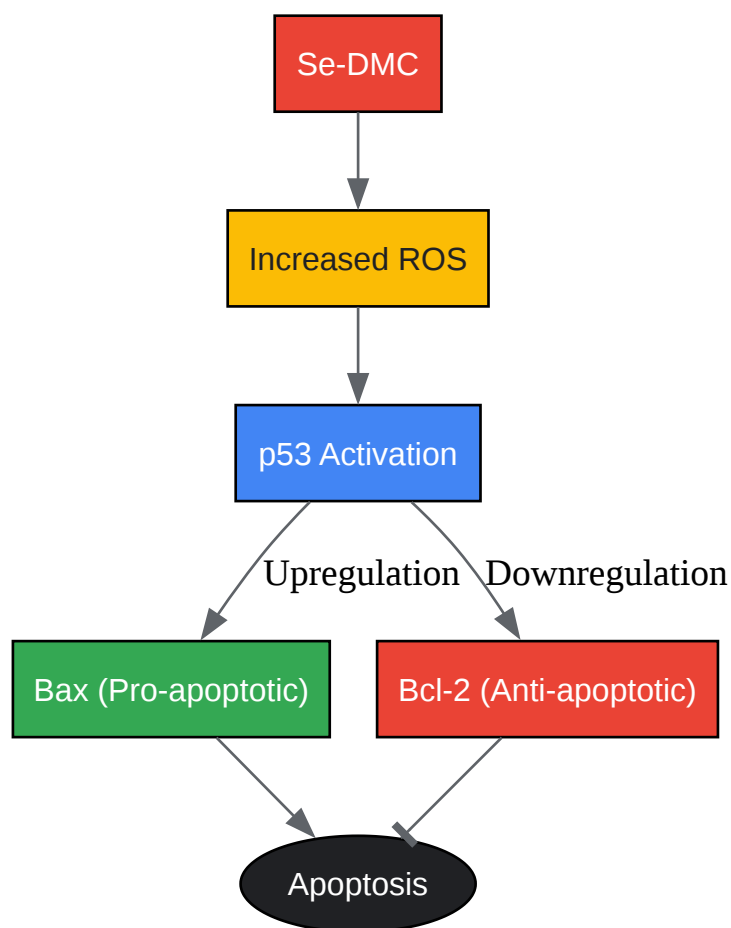 Se-DMC
Increased ROS
p53 Activation
Upregulation
Downregulation
Bax (Pro-apoptotic)
Bcl-2 (Anti-apoptotic)
Apoptosis